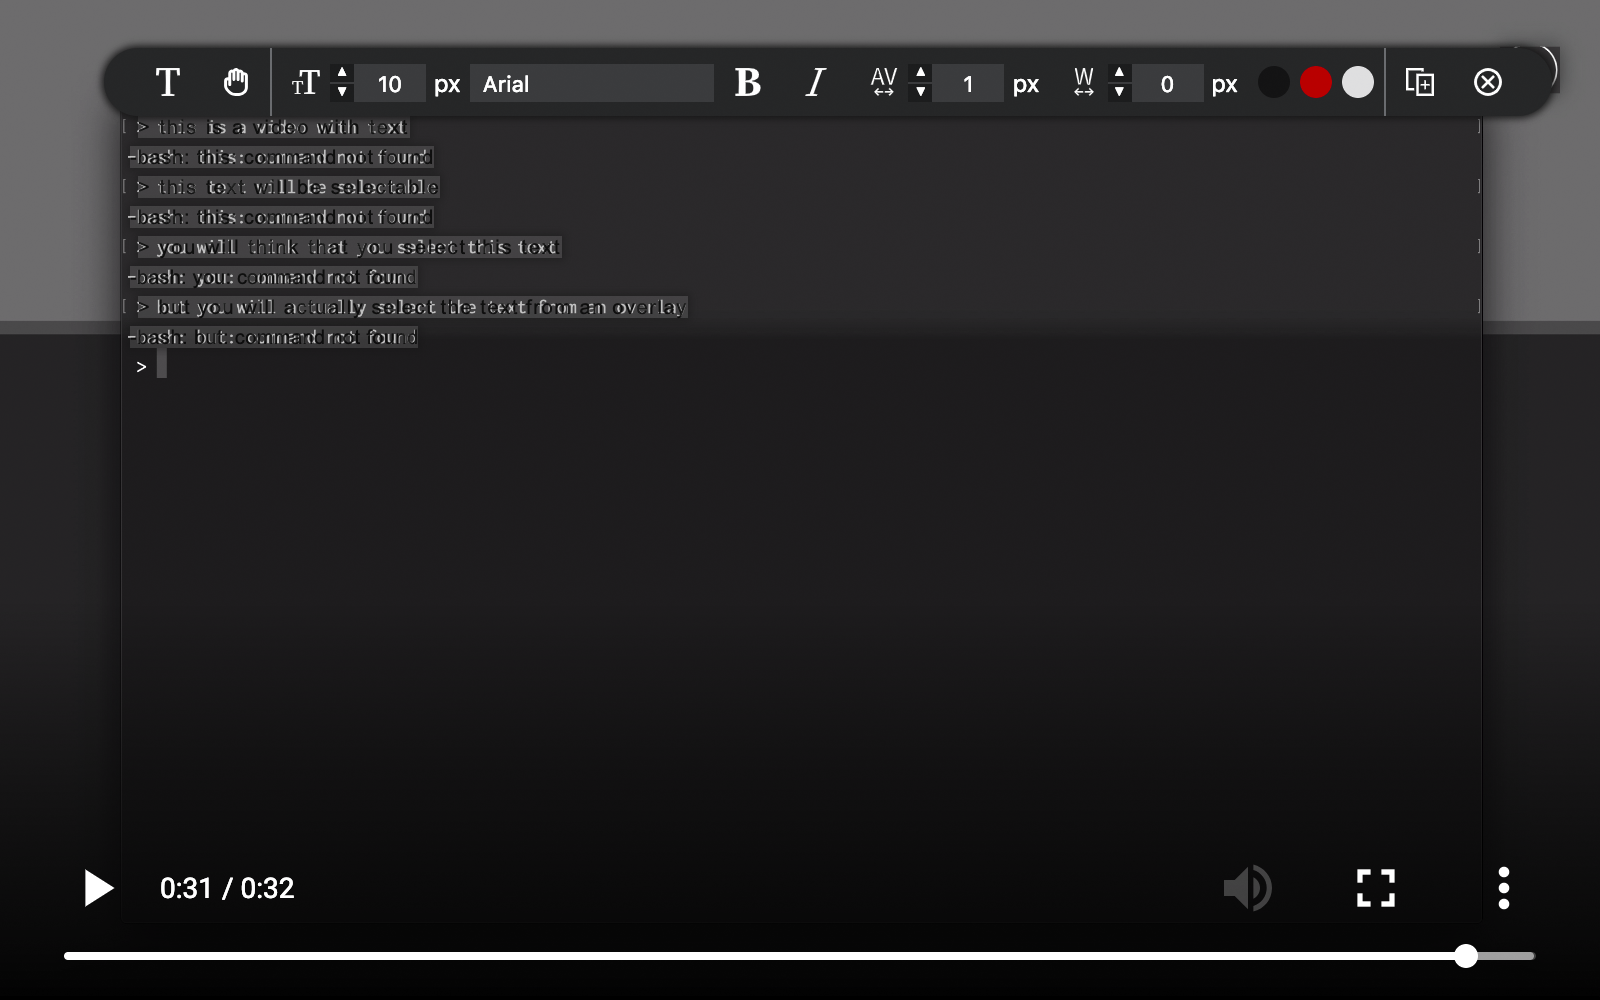 T TT 10 px Arial B I AV 1 px W 0 px
[ > this is a video with text ]
-bash: this: command not found
[ > this text will be selectable ]
-bash: this: command not found
[ > you will think that you select this text ]
-bash: you: command not found
[ > but you will actually select the text from an overlay ]
-bash: but: command not found
>
0:31 / 0:32